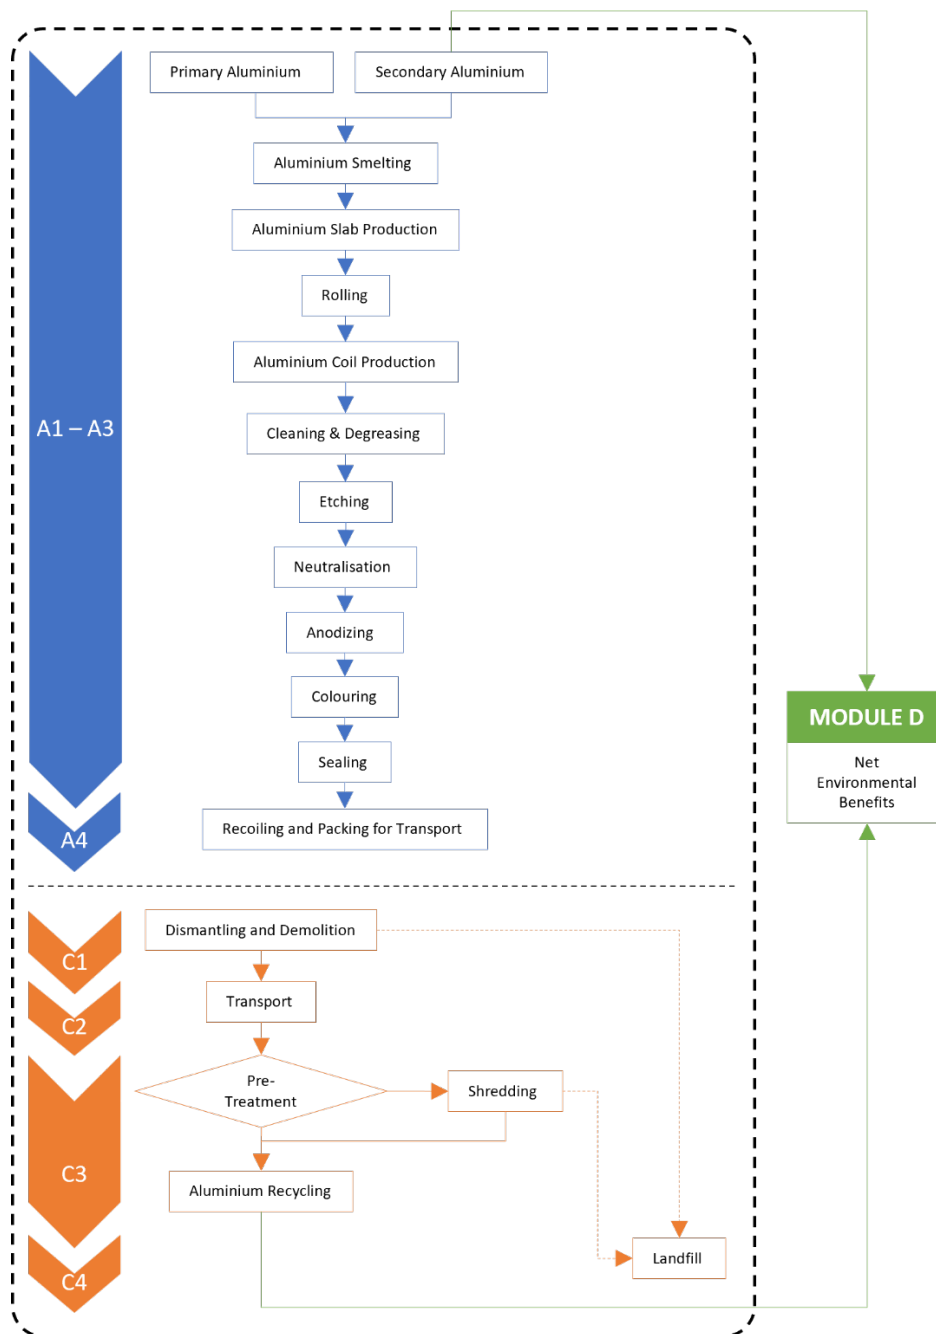 Primary Aluminium
Secondary Aluminium
Aluminium Smelting
Aluminium Slab Production
Rolling
Aluminium Coil Production
A1 – A3
Cleaning & Degreasing
Etching
Neutralisation
Anodizing
Colouring
Sealing
Recoiling and Packing for Transport
A4
MODULE D
Net
Environmental
Benefits
C1
Dismantling and Demolition
C2
Transport
Pre-
Treatment
Shredding
C3
Aluminium Recycling
Landfill
C4